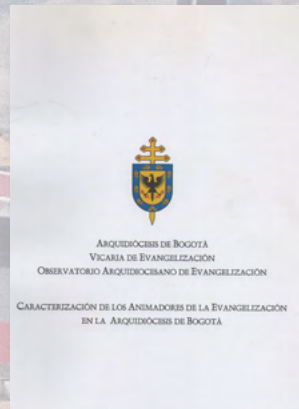 ARQUIDIÓCESIS DE BOGOTÁ
VICARIA DE EVANGELIZACIÓN
OBSERVATORIO ARQUIDIOCESANO DE EVANGELIZACIÓN
CARACTERIZACIÓN DE LOS ANIMADORES DE LA EVANGELIZACIÓN
EN LA ARQUIDIÓCESIS DE BOGOTÁ